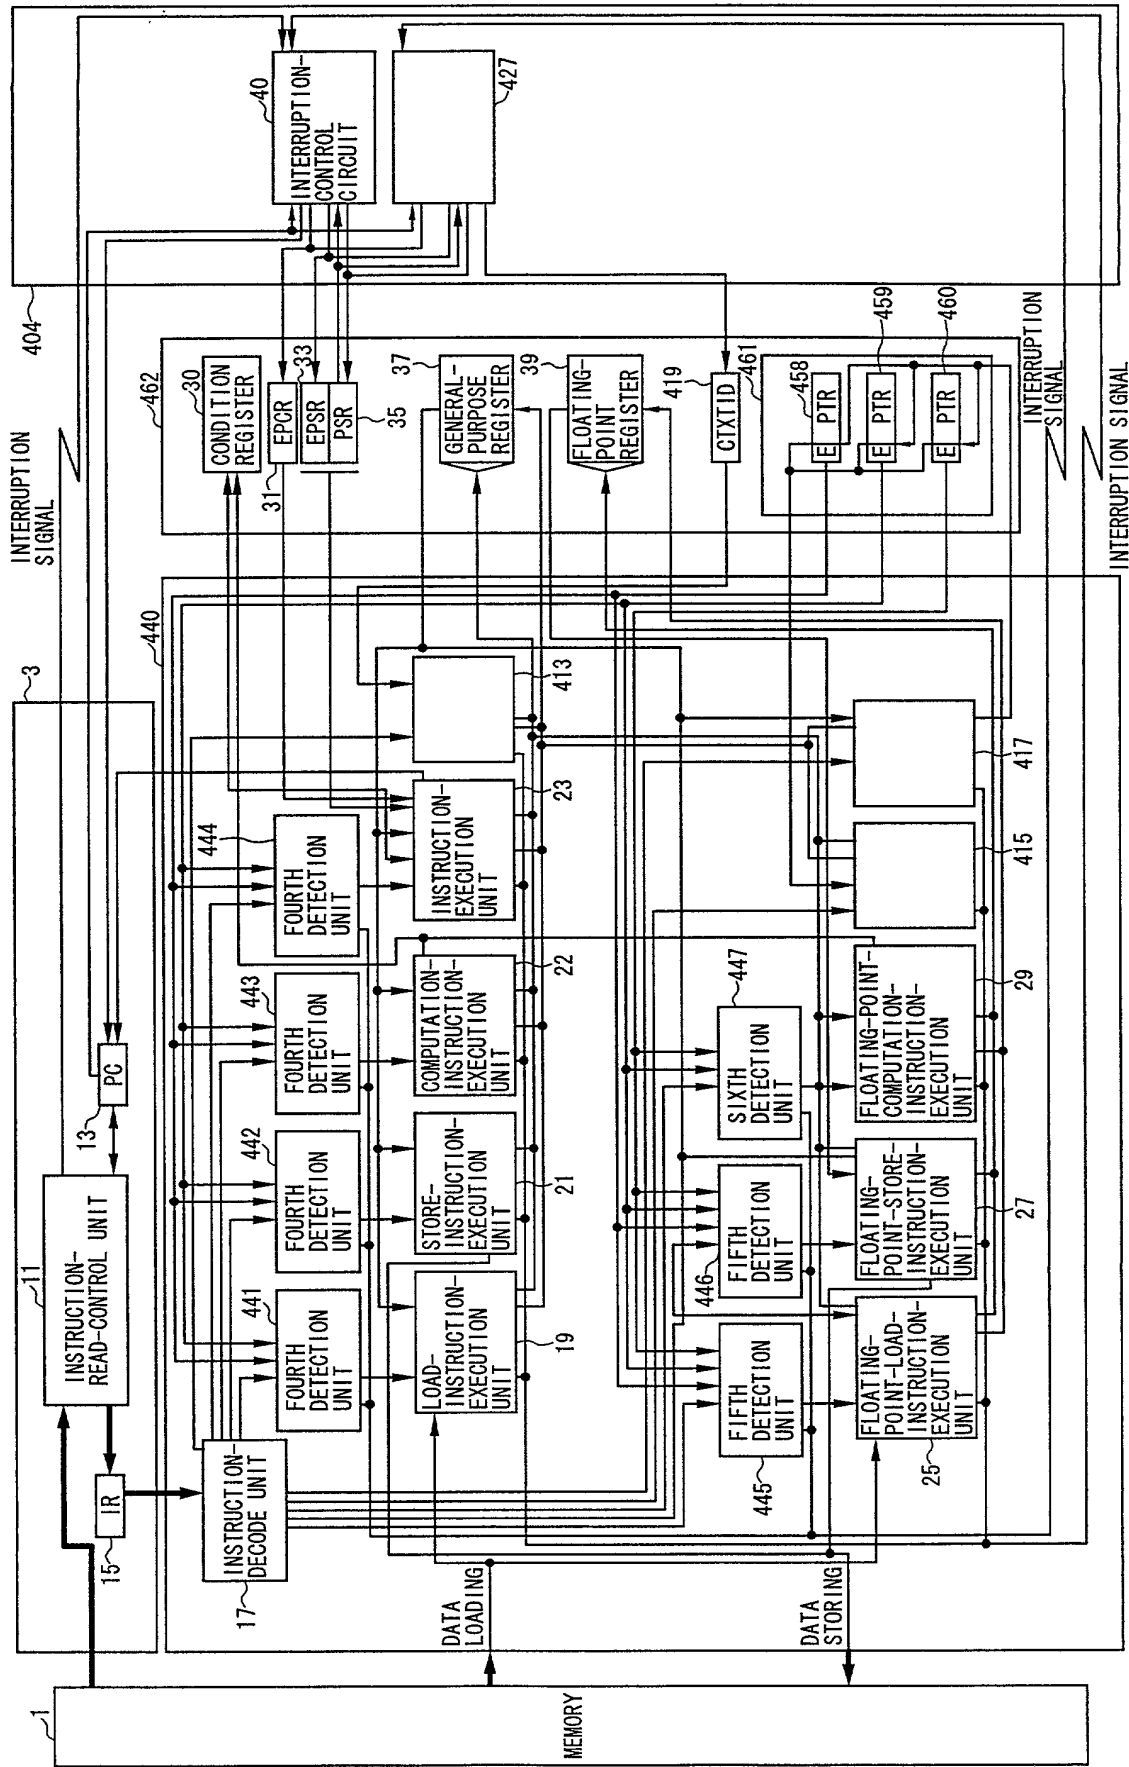 1
MEMORY
3
11
INSTRUCTION-
READ-CONTROL UNIT
13
PC
15
IR
INTERRUPTION
SIGNAL
404
40
INTERRUPTION-
CONTROL
CIRCUIT
427
462
30
CONDITION
REGISTER
31
EPCR
33
EPSR
PSR
35
37
GENERAL-
PURPOSE
REGISTER
39
FLOATING-
POINT
REGISTER
419
CTXTID
461
458
E PTR
459
E PTR
460
E PTR
INTERRUPTION
SIGNAL
INTERRUPTION SIGNAL
440
17
INSTRUCTION-
DECODE UNIT
441
FOURTH
DETECTION
UNIT
442
FOURTH
DETECTION
UNIT
443
FOURTH
DETECTION
UNIT
444
FOURTH
DETECTION
UNIT
LOAD-
INSTRUCTION-
EXECUTION
UNIT
19
STORE-
INSTRUCTION-
EXECUTION
UNIT
21
COMPUTATION-
INSTRUCTION-
EXECUTION
UNIT
22
INSTRUCTION-
EXECUTION
UNIT
23
413
DATA
LOADING
445
FIFTH
DETECTION
UNIT
446
FIFTH
DETECTION
UNIT
447
SIXTH
DETECTION
UNIT
DATA
STORING
25
FLOATING-
POINT-LOAD-
INSTRUCTION-
EXECUTION
UNIT
FLOATING-
POINT-STORE-
INSTRUCTION-
EXECUTION
UNIT
27
FLOATING-POINT-
COMPUTATION-
INSTRUCTION-
EXECUTION
UNIT
29
415
417